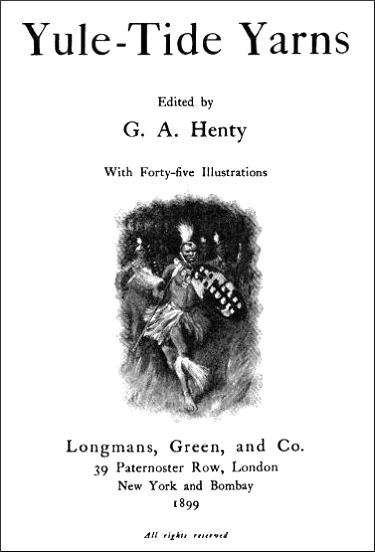 Yule-Tide Yarns
Edited by
G. A. Henty
With Forty-five Illustrations
Longmans, Green, and Co.
39 Paternoster Row, London
New York and Bombay
1899
All rights reserved